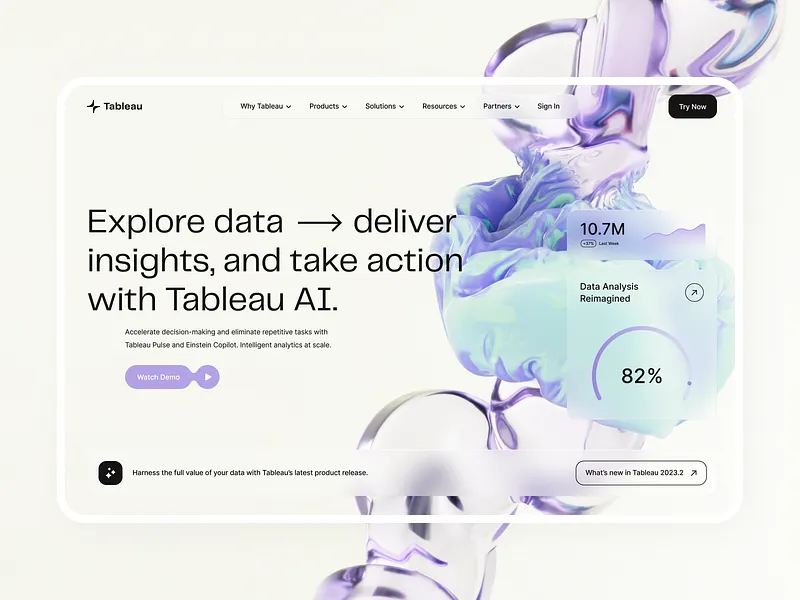 Tableau
Why Tableau
Products
Solutions
Resources
Partners
Sign In
Try Now
Explore data → deliver
insights, and take action
with Tableau AI.
Accelerate decision-making and eliminate repetitive tasks with
Tableau Pulse and Einstein Copilot. Intelligent analytics at scale.
Watch Demo
10.7M
+37% Last Week
Data Analysis
Reimagined
82%
Harness the full value of your data with Tableau's latest product release.
What's new in Tableau 2023.2